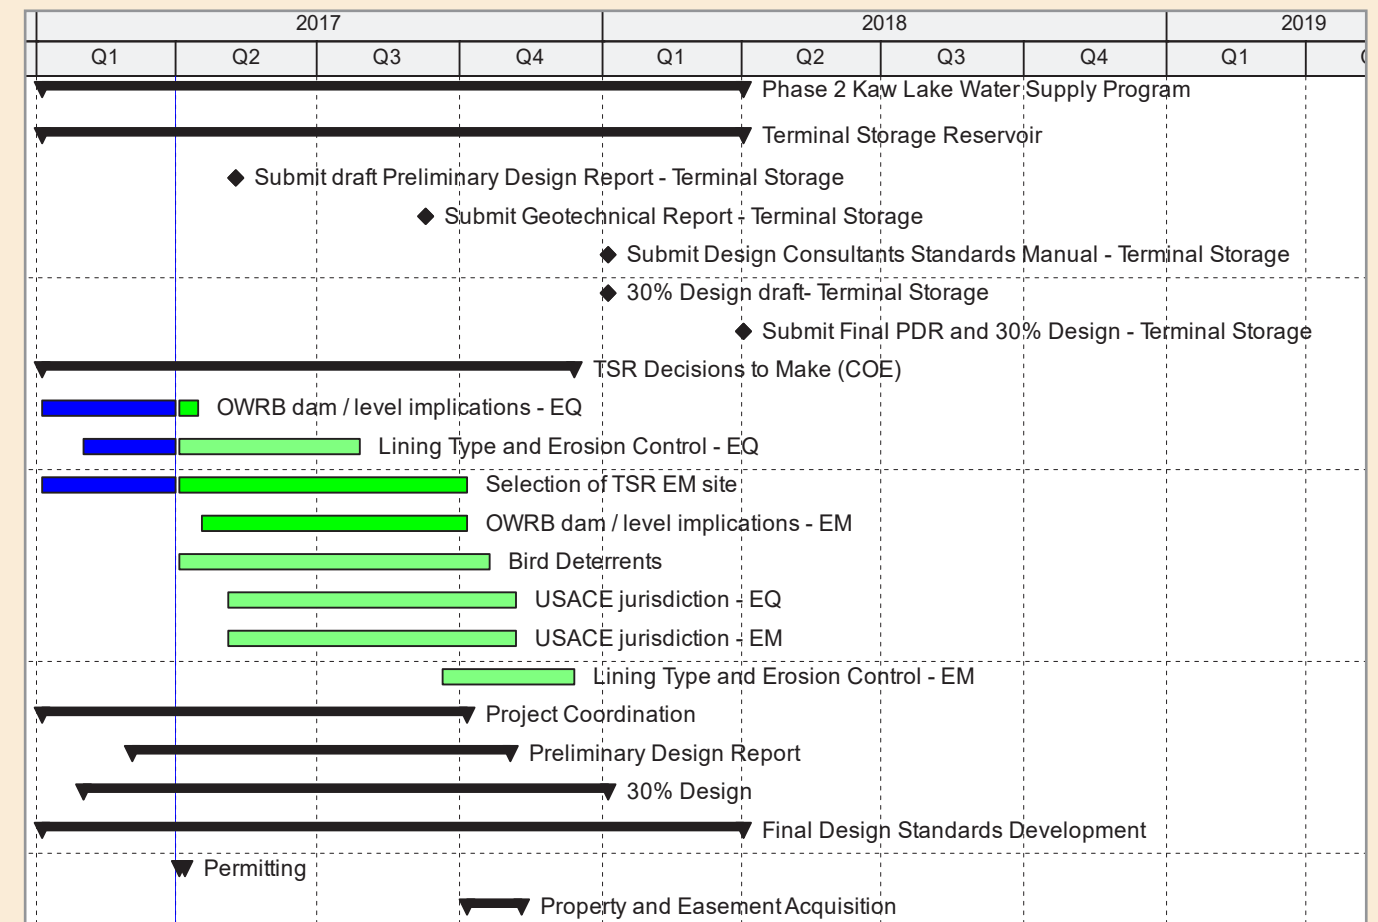 2017 2018 2019
Q1 Q2 Q3 Q4 Q1 Q2 Q3 Q4 Q1
Phase 2 Kaw Lake Water Supply Program
Terminal Storage Reservoir
Submit draft Preliminary Design Report - Terminal Storage
Submit Geotechnical Report - Terminal Storage
Submit Design Consultants Standards Manual - Terminal Storage
30% Design draft- Terminal Storage
Submit Final PDR and 30% Design - Terminal Storage
TSR Decisions to Make (COE)
OWRB dam / level implications - EQ
Lining Type and Erosion Control - EQ
Selection of TSR EM site
OWRB dam / level implications - EM
Bird Deterrents
USACE jurisdiction - EQ
USACE jurisdiction - EM
Lining Type and Erosion Control - EM
Project Coordination
Preliminary Design Report
30% Design
Final Design Standards Development
Permitting
Property and Easement Acquisition